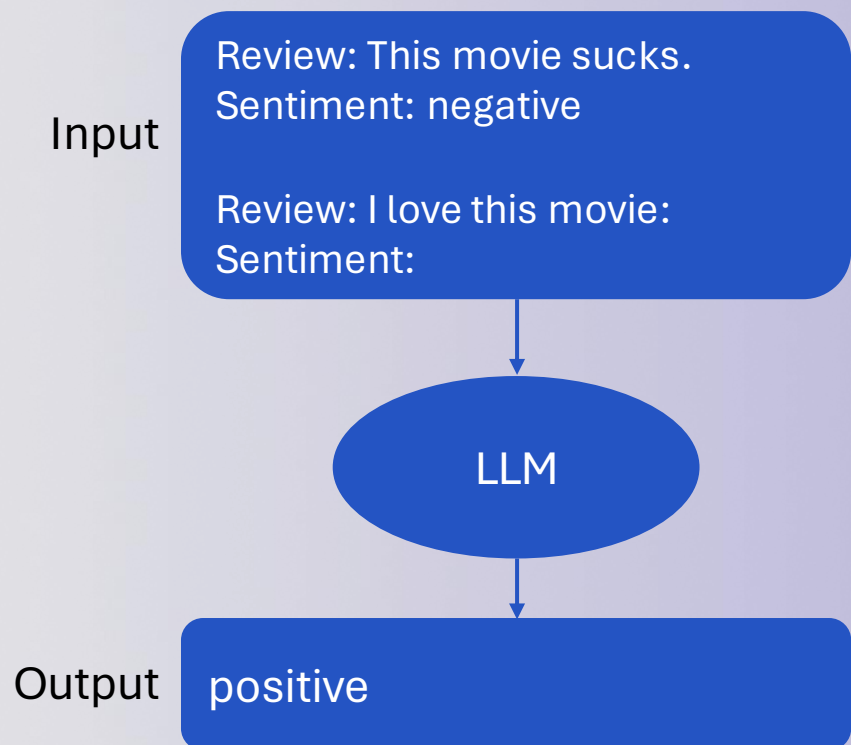 Input
Review: This movie sucks.
Sentiment: negative
Review: I love this movie:
Sentiment:
LLM
Output
positive